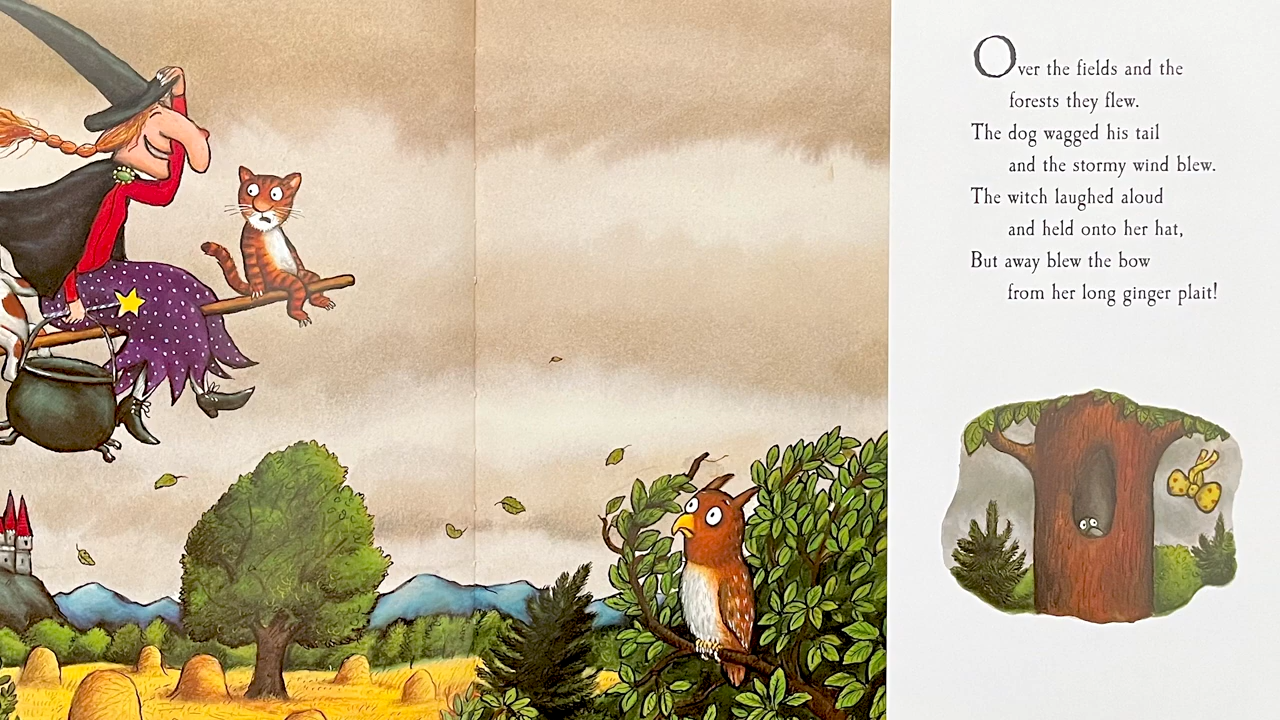 Over the fields and the
forests they flew.
The dog wagged his tail
and the stormy wind blew.
The witch laughed aloud
and held onto her hat,
But away blew the bow
from her long ginger plait!